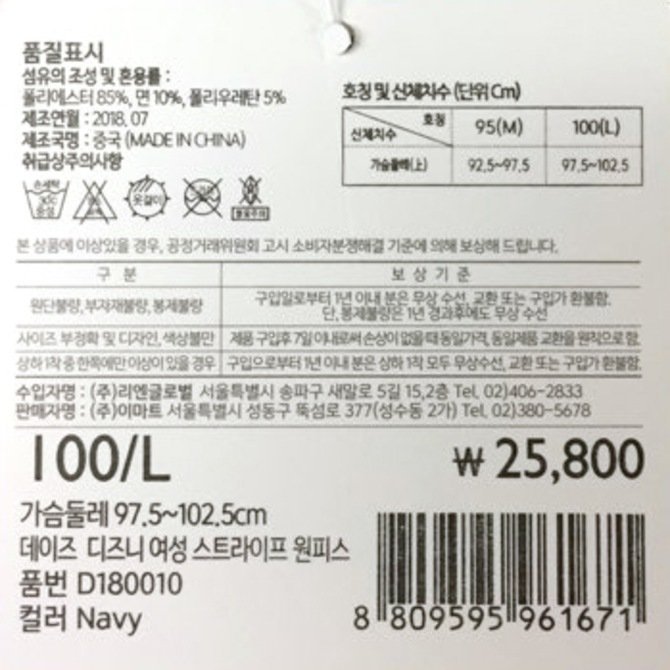 품질표시
섬유의 조성 및 혼용률 :
폴리에스터 85%, 면 10%, 폴리우레탄 5%
제조연월 : 2018. 07
제조국명 : 중국 (MADE IN CHINA)
취급상주의사항
호칭 및 신체치수 (단위 Cm)
호칭 95(M) 100(L)
신체치수
가슴둘레(上) 92.5~97.5 97.5~102.5
손세탁
30℃
중성
옷걸이
본 상품에 이상있을 경우, 공정거래위원회 고시 소비자분쟁해결 기준에 의해 보상해 드립니다.
구 분 보 상 기 준
원단불량, 부자재불량, 봉제불량 구입일로부터 1년 이내 분은 무상 수선, 교환 또는 구입가 환불함.
단, 봉제불량은 1년 경과후에도 무상 수선
사이즈 부정확 및 디자인, 색상불만 제품 구입후 7일 이내로써 손상이 없을 때 동일가격, 동일제품 교환을 원칙으로 함.
상하 1착 중 한쪽에만 이상이 있을 경우 구입으로부터 1년 이내 분은 상하 1착 모두 무상수선, 교환 또는 구입가 환불함.
수입자명 : (주)리엔글로벌 서울특별시 송파구 새말로 5길 15,2층 Tel. 02)406-2833
판매자명 : (주)이마트 서울특별시 성동구 뚝섬로 377(성수동 2가) Tel. 02)380-5678
100/L
₩ 25,800
가슴둘레 97.5~102.5cm
데이즈 디즈니 여성 스트라이프 원피스
품번 D180010
컬러 Navy
8 809595 961671